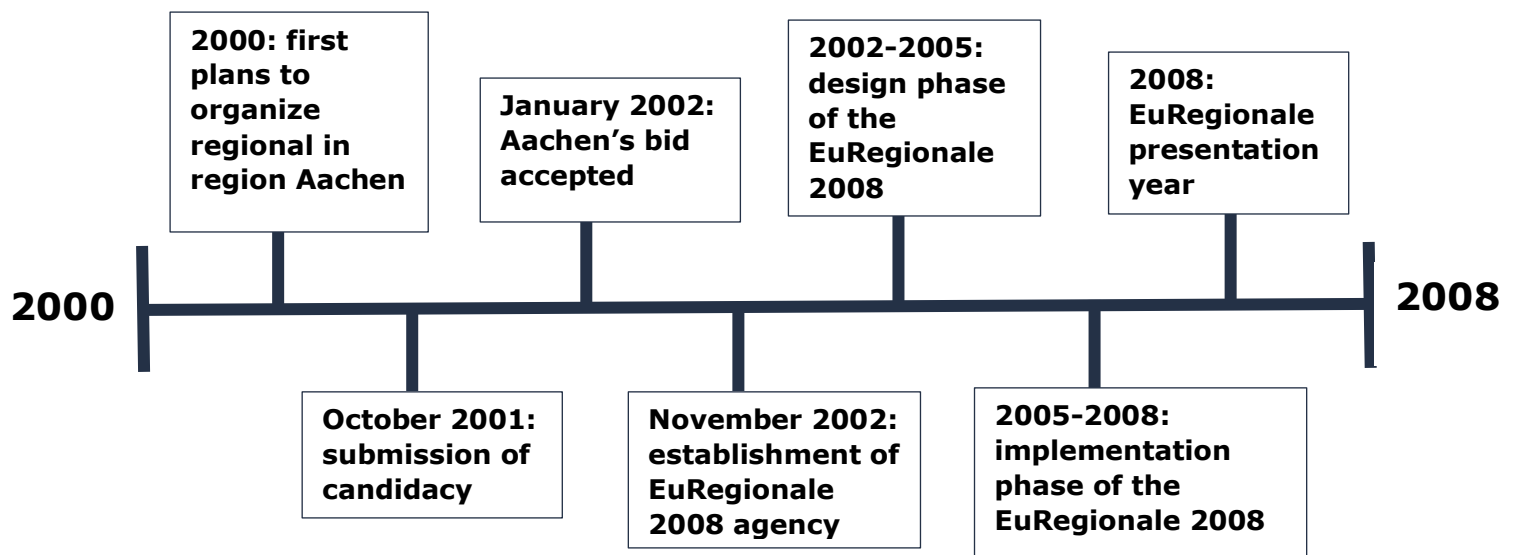 2000: first
plans to
organize
regional in
region Aachen
January 2002:
Aachen’s bid
accepted
2002-2005:
design phase
of the
EuRegionale
2008
2008:
EuRegionale
presentation
year
2000
2008
October 2001:
submission of
candidacy
November 2002:
establishment of
EuRegionale
2008 agency
2005-2008:
implementation
phase of the
EuRegionale 2008